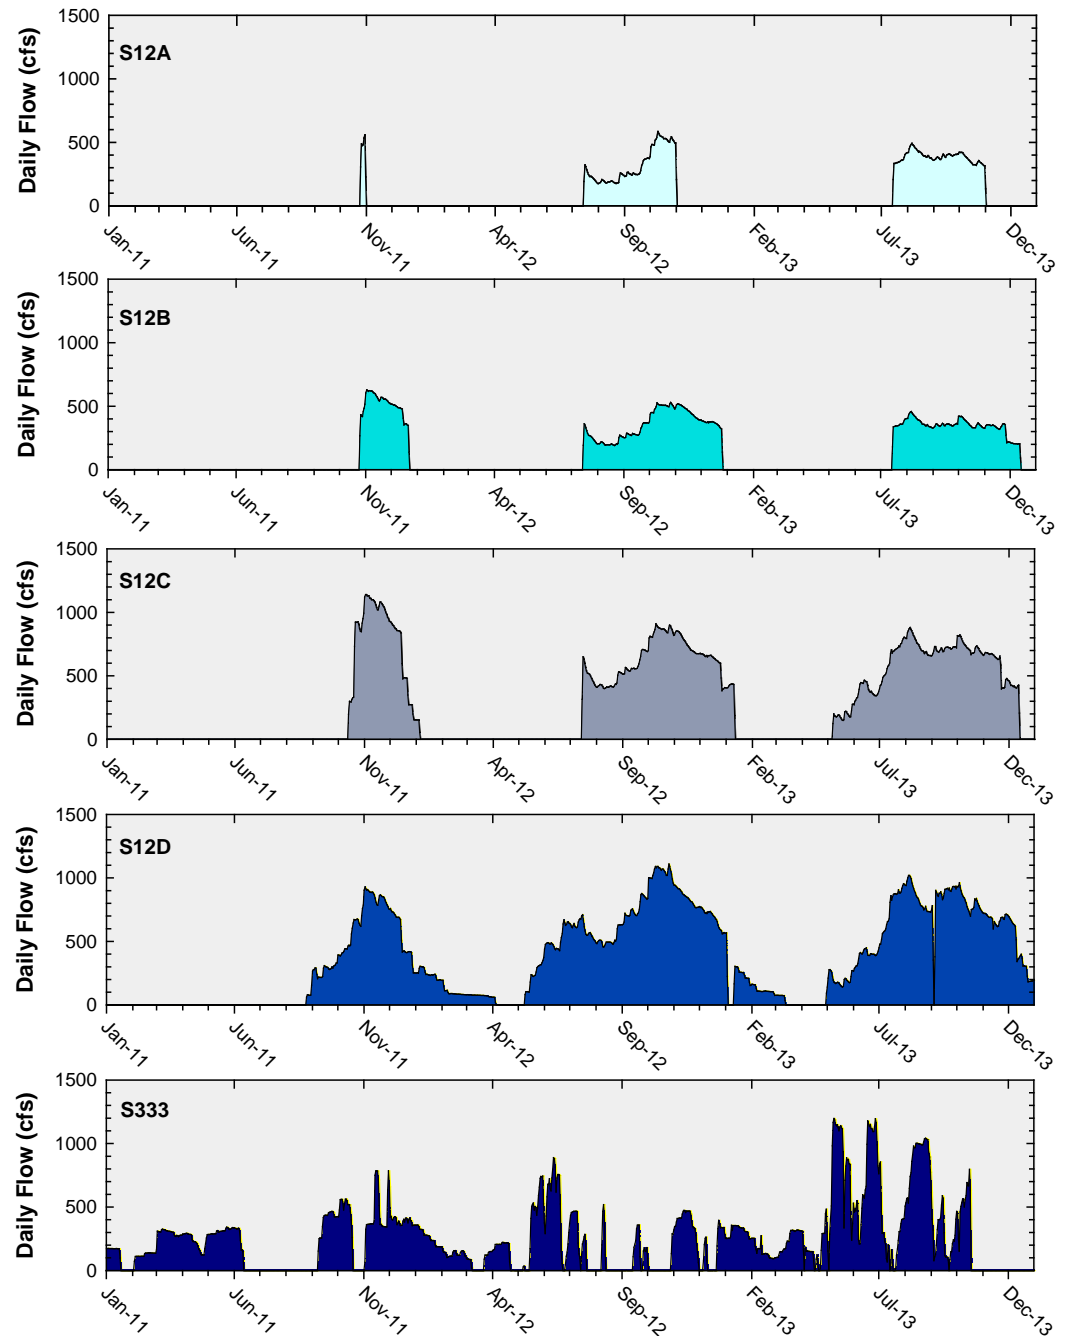 1500
S12A
1000
Daily Flow (cfs)
500
0
Jan-11 Jun-11 Nov-11 Apr-12 Sep-12 Feb-13 Jul-13 Dec-13
1500
S12B
1000
Daily Flow (cfs)
500
0
Jan-11 Jun-11 Nov-11 Apr-12 Sep-12 Feb-13 Jul-13 Dec-13
1500
S12C
1000
Daily Flow (cfs)
500
0
Jan-11 Jun-11 Nov-11 Apr-12 Sep-12 Feb-13 Jul-13 Dec-13
1500
S12D
1000
Daily Flow (cfs)
500
0
Jan-11 Jun-11 Nov-11 Apr-12 Sep-12 Feb-13 Jul-13 Dec-13
1500
S333
1000
Daily Flow (cfs)
500
0
Jan-11 Jun-11 Nov-11 Apr-12 Sep-12 Feb-13 Jul-13 Dec-13